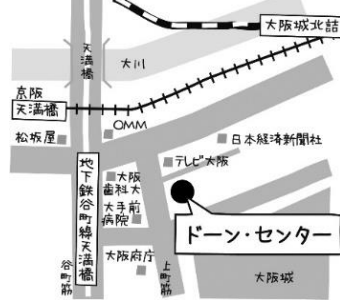 大阪城北詰
天満橋
大川
京阪
天満橋
OMM
松坂屋
日本経済新聞社
テレビ大阪
地下鉄谷町線天満橋
大阪
歯科大
大手前
病院
ドーン・センター
大阪府庁
谷町筋
上町筋
大阪城